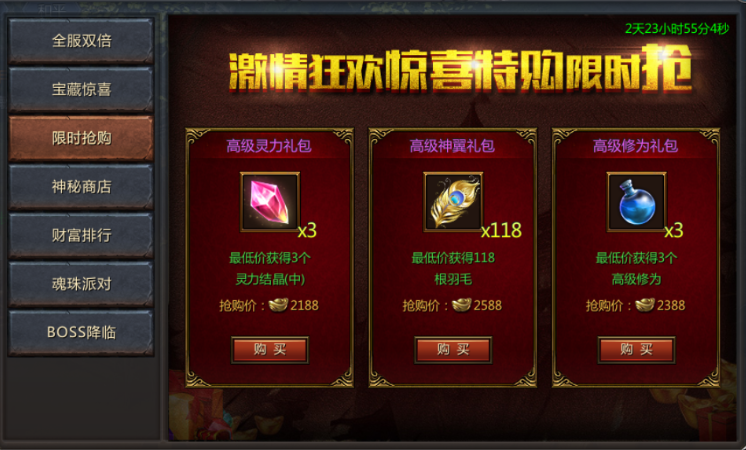 2天23小时55分4秒
激情狂欢惊喜特购限时抢
全服双倍
宝藏惊喜
限时抢购
神秘商店
财富排行
魂珠派对
BOSS降临
高级灵力礼包
x3
最低价获得3个
灵力结晶(中)
抢购价：2188
购 买
高级神翼礼包
x118
最低价获得118
根羽毛
抢购价：2588
购 买
高级修为礼包
x3
最低价获得3个
高级修为
抢购价：2388
购 买